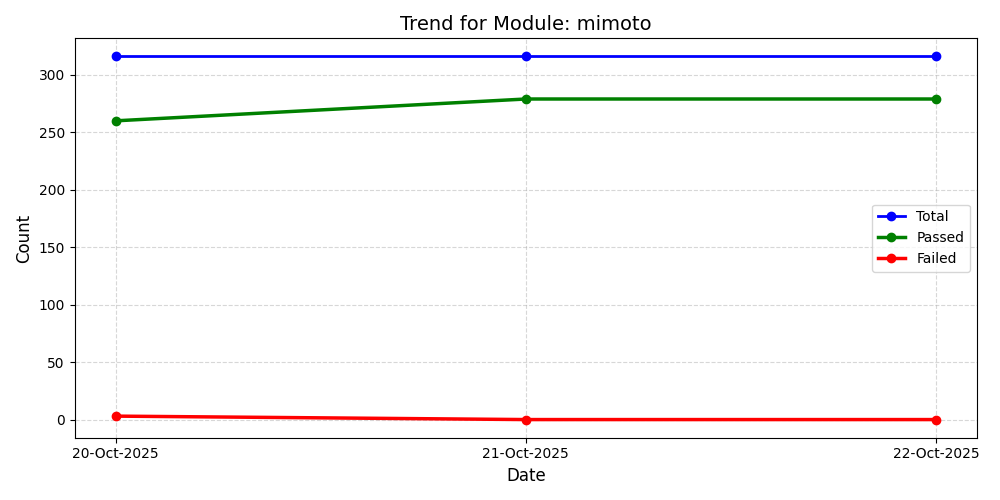 Trend for Module: mimoto
Count
300
250
200
150
100
50
0
Total
Passed
Failed
20-Oct-2025
21-Oct-2025
22-Oct-2025
Date